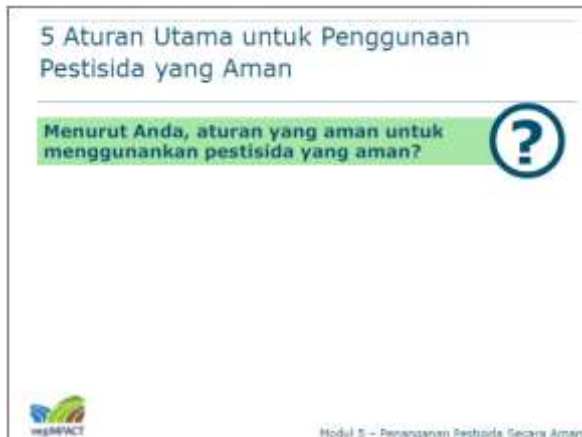 5 Aturan Utama untuk Penggunaan
Pestisida yang Aman
Menurut Anda, aturan yang aman untuk
menggunankan pestisida yang aman?
?
vegIMPACT
Modul 5 – Penanganan Pestisida Secara Aman